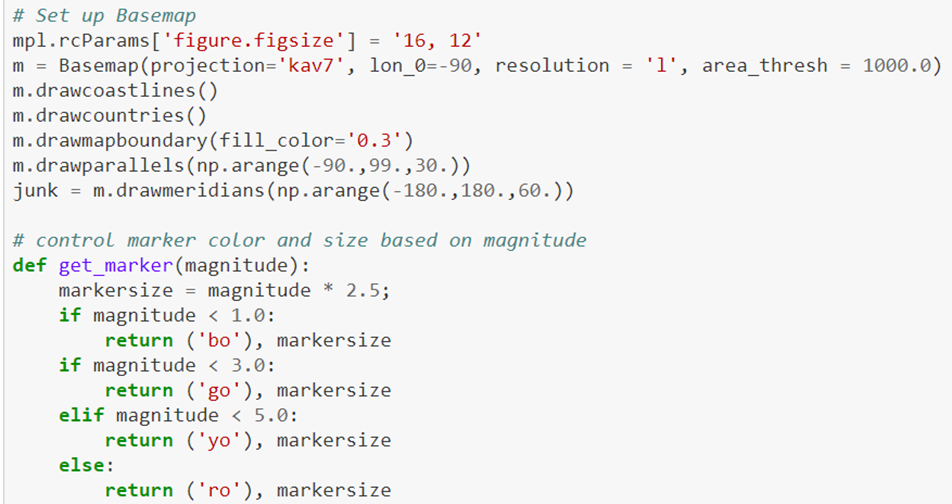 # Set up Basemap
mpl.rcParams['figure.figsize'] = '16, 12'
m = Basemap(projection='kav7', lon_0=-90, resolution = 'l', area_thresh = 1000.0)
m.drawcoastlines()
m.drawcountries()
m.drawmapboundary(fill_color='0.3')
m.drawparallels(np.arange(-90.,99.,30.))
junk = m.drawmeridians(np.arange(-180.,180.,60.))

# control marker color and size based on magnitude
def get_marker(magnitude):
    markersize = magnitude * 2.5;
    if magnitude < 1.0:
        return ('bo'), markersize
    if magnitude < 3.0:
        return ('go'), markersize
    elif magnitude < 5.0:
        return ('yo'), markersize
    else:
        return ('ro'), markersize